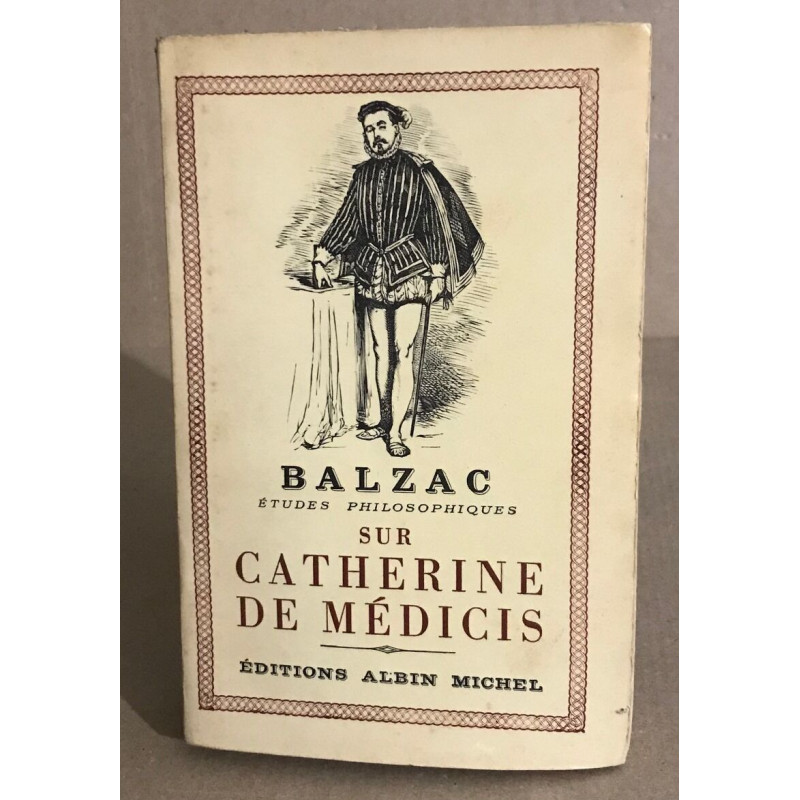 BALZAC
ÉTUDES PHILOSOPHIQUES
SUR
CATHERINE
DE MÉDICIS
ÉDITIONS ALBIN MICHEL